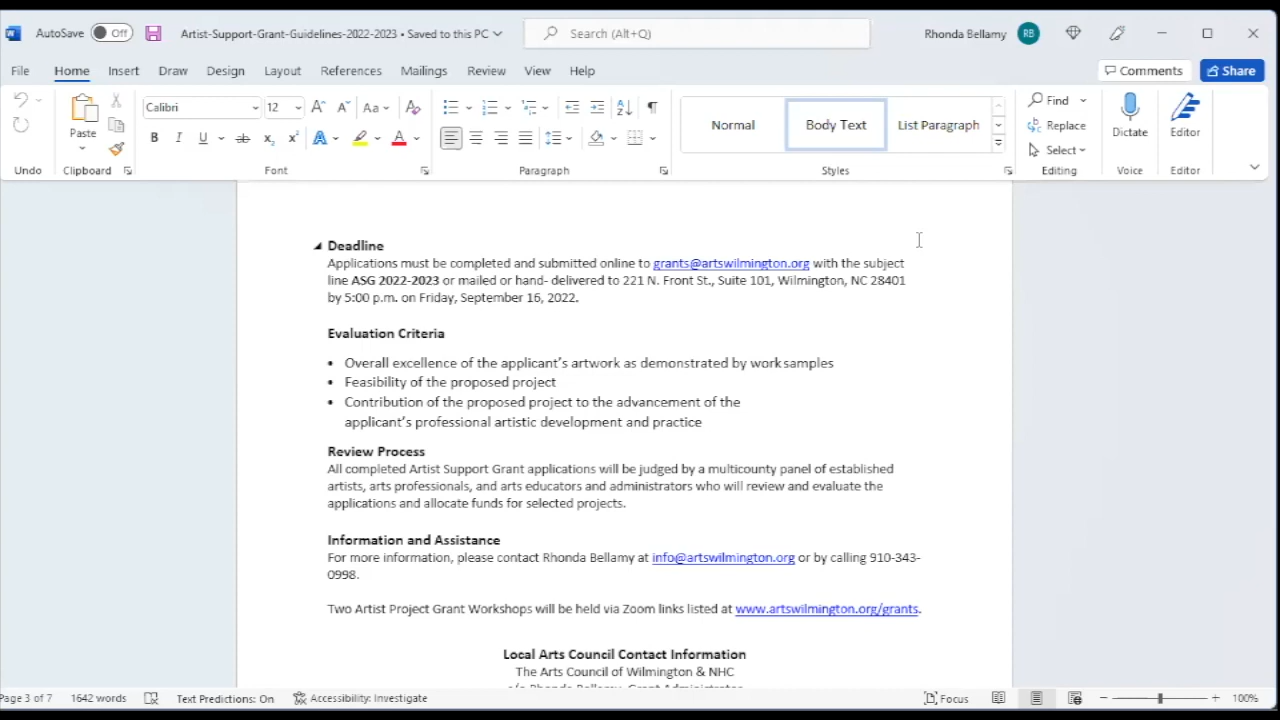 AutoSave Off Artist-Support-Grant-Guidelines-2022-2023 • Saved to this PC Search (Alt+Q) Rhonda Bellamy RB
File Home Insert Draw Design Layout References Mailings Review View Help Comments Share
Calibri 12 Aa Normal Body Text List Paragraph Find
Paste Replace Dictate Editor
Select
Undo Clipboard Font Paragraph Styles Editing Voice Editor
Deadline
Applications must be completed and submitted online to grants@artswilmington.org with the subject
line ASG 2022-2023 or mailed or hand- delivered to 221 N. Front St., Suite 101, Wilmington, NC 28401
by 5:00 p.m. on Friday, September 16, 2022.
Evaluation Criteria
• Overall excellence of the applicant's artwork as demonstrated by work samples
• Feasibility of the proposed project
• Contribution of the proposed project to the advancement of the
applicant's professional artistic development and practice
Review Process
All completed Artist Support Grant applications will be judged by a multicounty panel of established
artists, arts professionals, and arts educators and administrators who will review and evaluate the
applications and allocate funds for selected projects.
Information and Assistance
For more information, please contact Rhonda Bellamy at info@artswilmington.org or by calling 910-343-
0998.
Two Artist Project Grant Workshops will be held via Zoom links listed at www.artswilmington.org/grants.
Local Arts Council Contact Information
The Arts Council of Wilmington & NHC
c/o Rhonda Bellamy, Grant Administrator
Page 3 of 7 1642 words Text Predictions: On Accessibility: Investigate Focus 100%